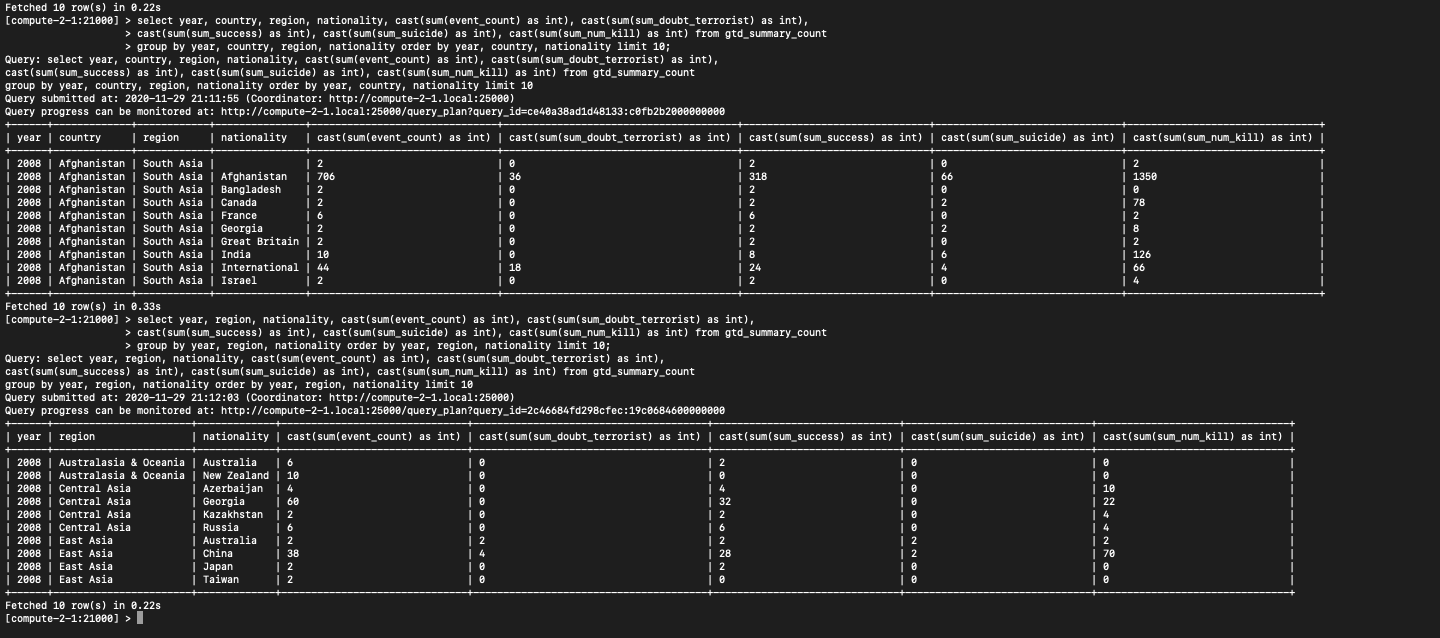 Fetched 10 row(s) in 0.22s
[compute-2-1:21000] > select year, country, region, nationality, cast(sum(event_count) as int), cast(sum(sum_doubt_terrorist) as int),
                    > cast(sum(sum_success) as int), cast(sum(sum_suicide) as int), cast(sum(sum_num_kill) as int) from gtd_summary_count
                    > group by year, country, region, nationality order by year, country, nationality limit 10;
Query: select year, country, region, nationality, cast(sum(event_count) as int), cast(sum(sum_doubt_terrorist) as int),
cast(sum(sum_success) as int), cast(sum(sum_suicide) as int), cast(sum(sum_num_kill) as int) from gtd_summary_count
group by year, country, region, nationality order by year, country, nationality limit 10
Query submitted at: 2020-11-29 21:11:55 (Coordinator: http://compute-2-1.local:25000)
Query progress can be monitored at: http://compute-2-1.local:25000/query_plan?query_id=ce40a38ad1d48133:c0fb2b2000000000
| year | country | region | nationality | cast(sum(event_count) as int) | cast(sum(sum_doubt_terrorist) as int) | cast(sum(sum_success) as int) | cast(sum(sum_suicide) as int) | cast(sum(sum_num_kill) as int) |
| 2008 | Afghanistan | South Asia | | 2 | 0 | 2 | 0 | 2 |
| 2008 | Afghanistan | South Asia | Afghanistan | 706 | 36 | 318 | 66 | 1350 |
| 2008 | Afghanistan | South Asia | Bangladesh | 2 | 0 | 2 | 0 | 0 |
| 2008 | Afghanistan | South Asia | Canada | 2 | 0 | 2 | 2 | 78 |
| 2008 | Afghanistan | South Asia | France | 6 | 0 | 6 | 0 | 2 |
| 2008 | Afghanistan | South Asia | Georgia | 2 | 0 | 2 | 2 | 8 |
| 2008 | Afghanistan | South Asia | Great Britain | 2 | 0 | 2 | 0 | 2 |
| 2008 | Afghanistan | South Asia | India | 10 | 0 | 8 | 6 | 126 |
| 2008 | Afghanistan | South Asia | International | 44 | 18 | 24 | 4 | 66 |
| 2008 | Afghanistan | South Asia | Israel | 2 | 0 | 2 | 0 | 4 |
Fetched 10 row(s) in 0.33s
[compute-2-1:21000] > select year, region, nationality, cast(sum(event_count) as int), cast(sum(sum_doubt_terrorist) as int),
                    > cast(sum(sum_success) as int), cast(sum(sum_suicide) as int), cast(sum(sum_num_kill) as int) from gtd_summary_count
                    > group by year, region, nationality order by year, region, nationality limit 10;
Query: select year, region, nationality, cast(sum(event_count) as int), cast(sum(sum_doubt_terrorist) as int),
cast(sum(sum_success) as int), cast(sum(sum_suicide) as int), cast(sum(sum_num_kill) as int) from gtd_summary_count
group by year, region, nationality order by year, region, nationality limit 10
Query submitted at: 2020-11-29 21:12:03 (Coordinator: http://compute-2-1.local:25000)
Query progress can be monitored at: http://compute-2-1.local:25000/query_plan?query_id=2c46684fd298cfec:19c0684600000000
| year | region | nationality | cast(sum(event_count) as int) | cast(sum(sum_doubt_terrorist) as int) | cast(sum(sum_success) as int) | cast(sum(sum_suicide) as int) | cast(sum(sum_num_kill) as int) |
| 2008 | Australasia & Oceania | Australia | 6 | 0 | 2 | 0 | 0 |
| 2008 | Australasia & Oceania | New Zealand | 10 | 0 | 0 | 0 | 0 |
| 2008 | Central Asia | Azerbaijan | 4 | 0 | 4 | 0 | 10 |
| 2008 | Central Asia | Georgia | 60 | 0 | 32 | 0 | 22 |
| 2008 | Central Asia | Kazakhstan | 2 | 0 | 2 | 0 | 4 |
| 2008 | Central Asia | Russia | 6 | 0 | 6 | 0 | 4 |
| 2008 | East Asia | Australia | 2 | 2 | 2 | 2 | 2 |
| 2008 | East Asia | China | 38 | 4 | 28 | 2 | 70 |
| 2008 | East Asia | Japan | 2 | 0 | 2 | 0 | 0 |
| 2008 | East Asia | Taiwan | 2 | 0 | 0 | 0 | 0 |
Fetched 10 row(s) in 0.22s
[compute-2-1:21000] >